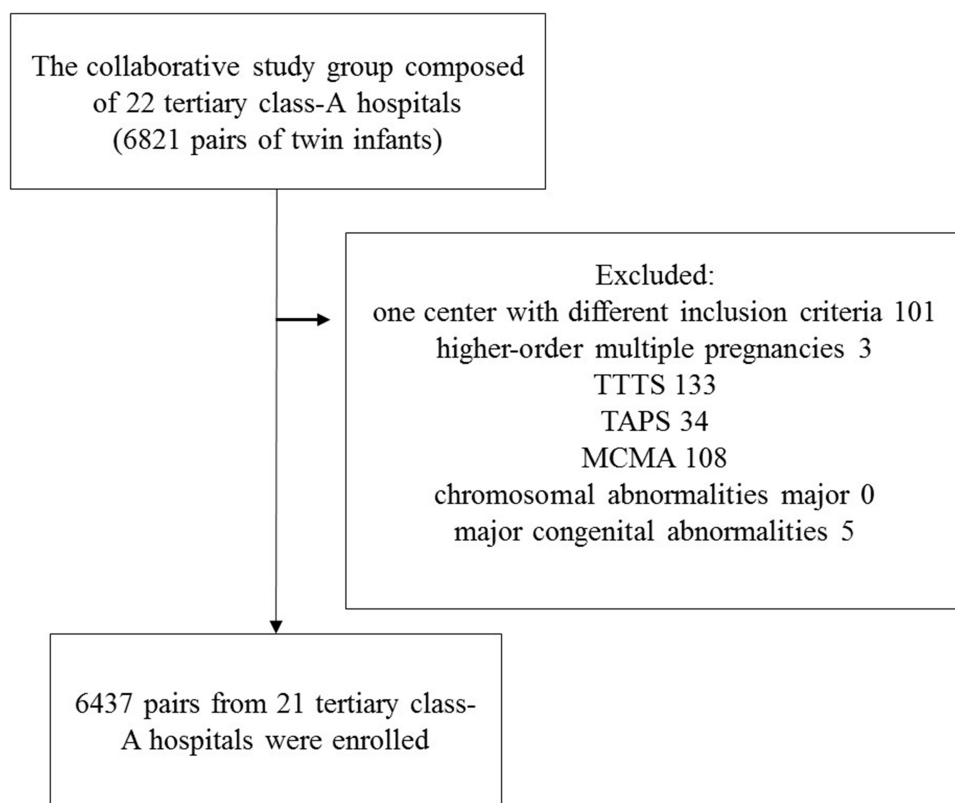 The collaborative study group composed
of 22 tertiary class-A hospitals
(6821 pairs of twin infants)
Excluded:
one center with different inclusion criteria 101
higher-order multiple pregnancies 3
TTTS 133
TAPS 34
MCMA 108
chromosomal abnormalities major 0
major congenital abnormalities 5
6437 pairs from 21 tertiary class-
A hospitals were enrolled